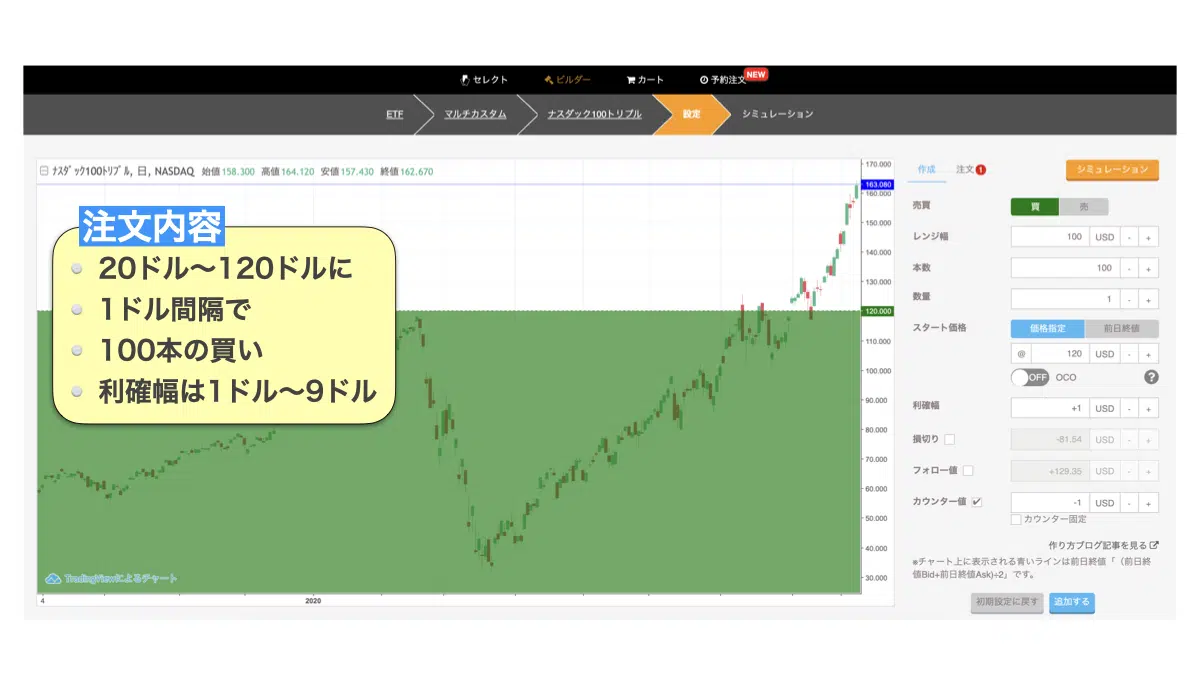 セレクト ビルダー カート 予約注文 NEW
ETF マルチカスタム ナスダック100トリプル 設定 シミュレーション
ナスダック100トリプル, 日, NASDAQ 始値158.300 高値164.120 安値157.430 終値162.670
注文内容
20ドル〜120ドルに
1ドル間隔で
100本の買い
利確幅は1ドル〜9ドル
TradingViewによるチャート
4 2020
170.000
163.080
160.000
150.000
140.000
130.000
120.000
110.000
100.000
90.000
80.000
70.000
60.000
50.000
40.000
30.000
作成 注文 1 シミュレーション
売買 買 売
レンジ幅 100 USD - +
本数 100 - +
数量 1 - +
スタート価格 価格指定 前日終値
@ 120 USD - +
OFF OCO ?
利確幅 +1 USD - +
損切り -81.54 USD - +
フォロー値 +129.35 USD - +
カウンター値 -1 USD - +
カウンター固定
作り方ブログ記事を見る
※チャート上に表示される青いラインは前日終値「（前日終
値Bid+前日終値Ask)÷2」です。
初期設定に戻す 追加する